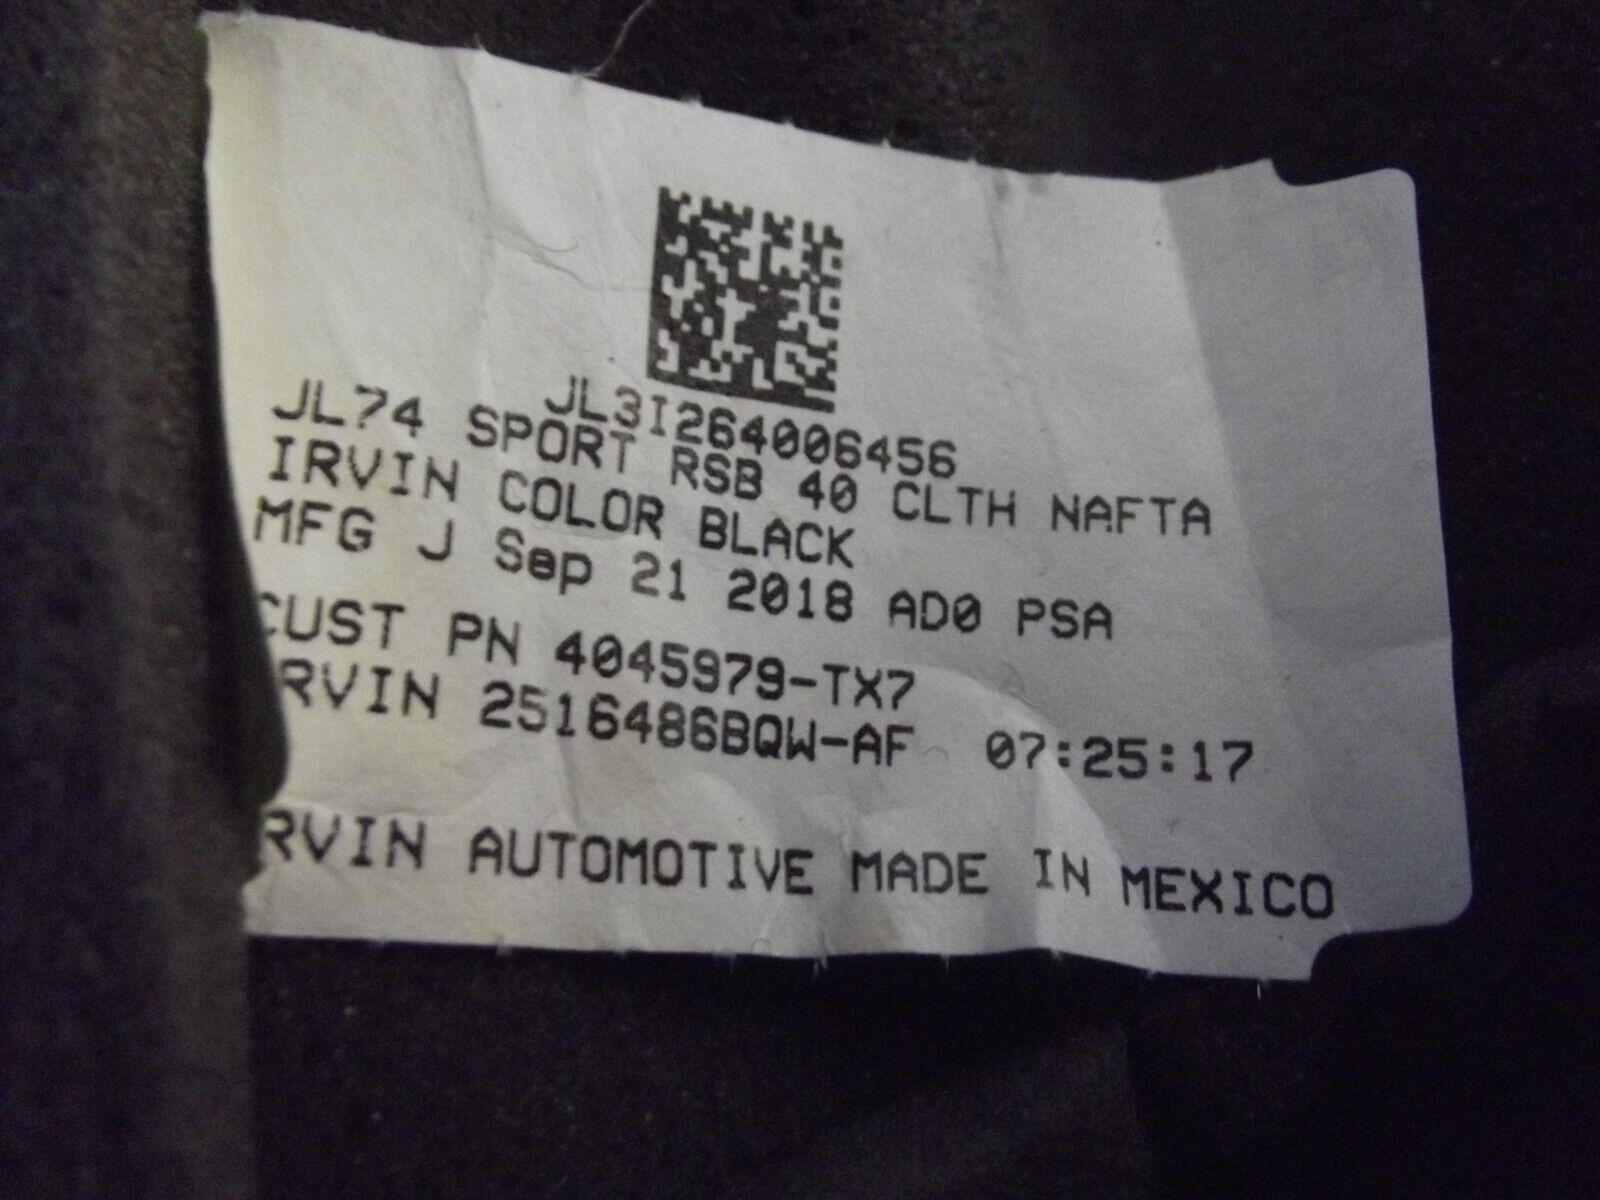 JL3I264006456
JL74 SPORT RSB 40 CLTH NAFTA
IRVIN COLOR BLACK
MFG J Sep 21 2018 AD0 PSA
CUST PN 4045979-TX7
RVIN 2516486BQW-AF 07:25:17
RVIN AUTOMOTIVE MADE IN MEXICO